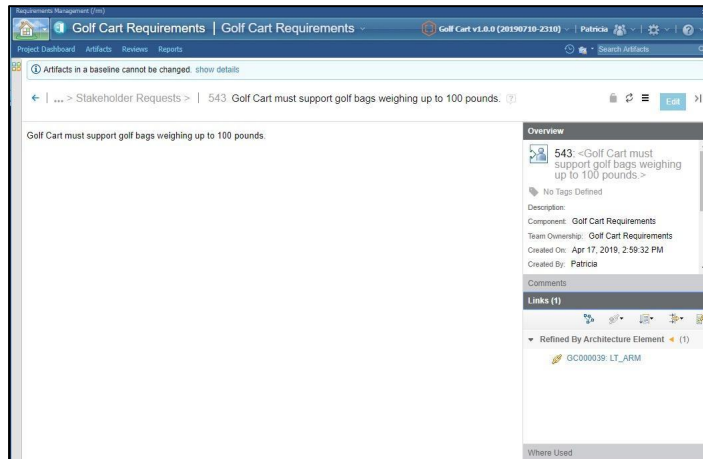 Requirements Management (/rm)
Golf Cart Requirements | Golf Cart Requirements
Golf Cart v1.0.0 (20190710-2310)
Patricia
Project Dashboard Artifacts Reviews Reports
Search Artifacts
Artifacts in a baseline cannot be changed. show details
... > Stakeholder Requests > | 543 Golf Cart must support golf bags weighing up to 100 pounds.
Edit
Golf Cart must support golf bags weighing up to 100 pounds.
Overview
543: <Golf Cart must
support golf bags weighing
up to 100 pounds.>
No Tags Defined
Description:
Component: Golf Cart Requirements
Team Ownership: Golf Cart Requirements
Created On: Apr 17, 2019, 2:59:32 PM
Created By: Patricia
Comments
Links (1)
Refined By Architecture Element (1)
GC000039: LT_ARM
Where Used